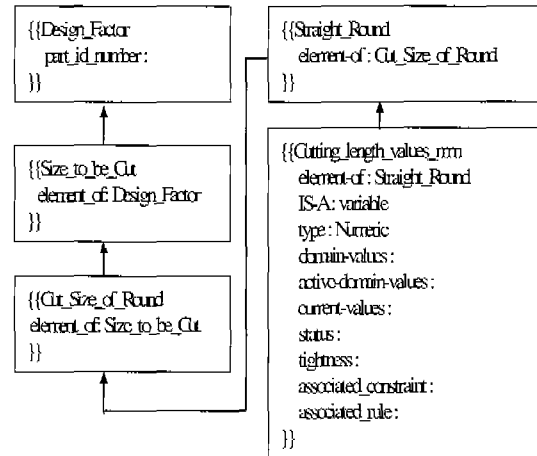 {{Design_Factor
part_id_number :
}}
{{Size_to_be_Cut
element_of: Design_Factor
}}
{{Cut_Size_of_Round
element_of: Size_to_be_Cut
}}
{{Straight_Round
element-of : Cut_Size_of_Round
}}
{{Cutting_length_values_mm
element-of : Straight_Round
IS-A : variable
type : Numeric
domain-values :
active-domain-values :
current-values :
status :
tightness :
associated_constraint :
associated_rule :
}}